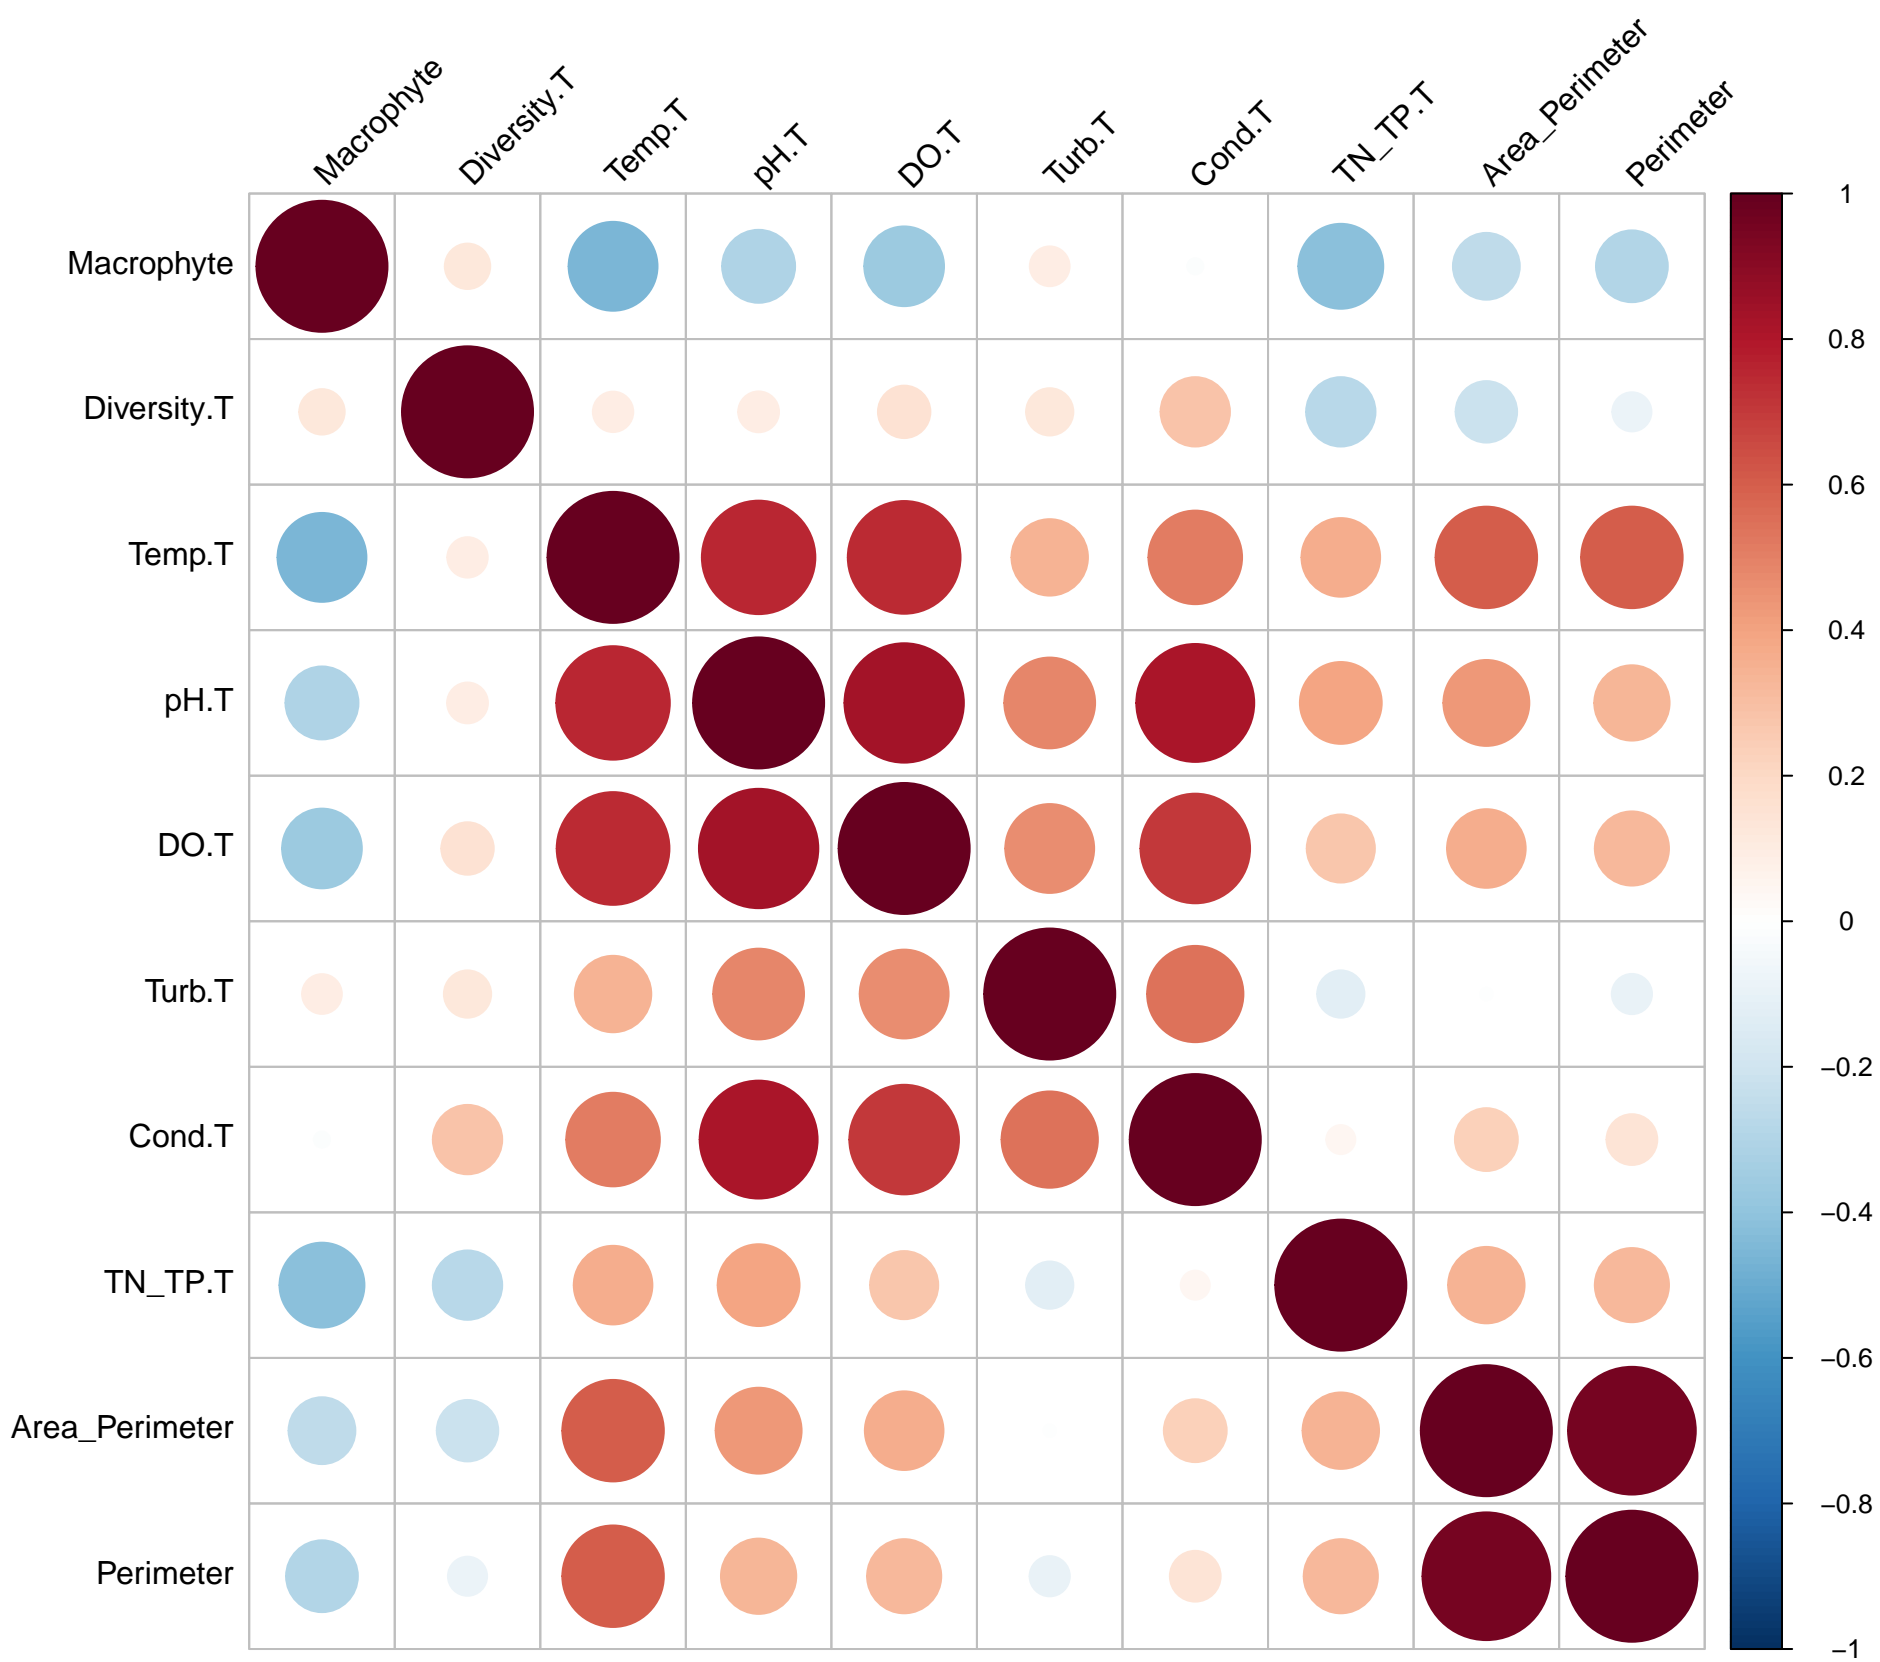 Macrophyte
Diversity.T
Temp.T
pH.T
DO.T
Turb.T
Cond.T
TN_TP.T
Area_Perimeter
Perimeter
Macrophyte
Diversity.T
Temp.T
pH.T
DO.T
Turb.T
Cond.T
TN_TP.T
Area_Perimeter
Perimeter
1
0.8
0.6
0.4
0.2
0
−0.2
−0.4
−0.6
−0.8
−1